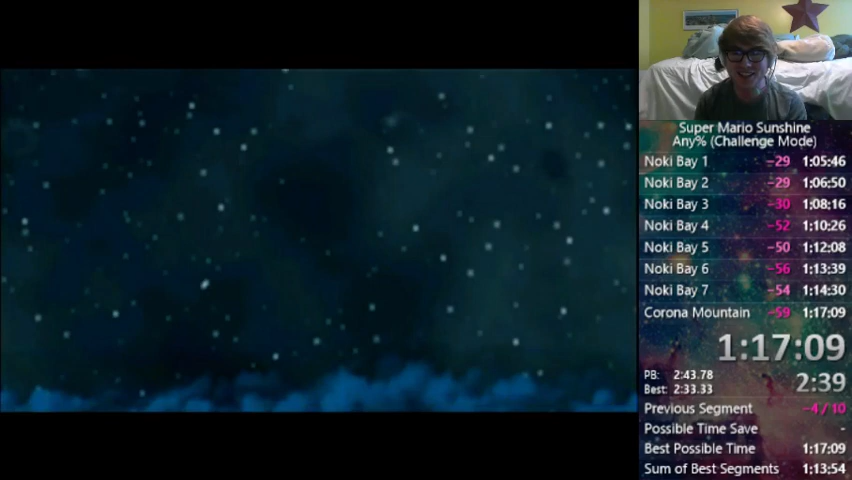 Super Mario Sunshine
Any% (Challenge Mode)
Noki Bay 1 -29 1:05:46
Noki Bay 2 -29 1:06:50
Noki Bay 3 -30 1:08:16
Noki Bay 4 -52 1:10:26
Noki Bay 5 -50 1:12:08
Noki Bay 6 -56 1:13:39
Noki Bay 7 -54 1:14:30
Corona Mountain -59 1:17:09
1:17:09
PB: 2:43.78 2:39
Best: 2:33.33
Previous Segment -4 / 10
Possible Time Save -
Best Possible Time 1:17:09
Sum of Best Segments 1:13:54